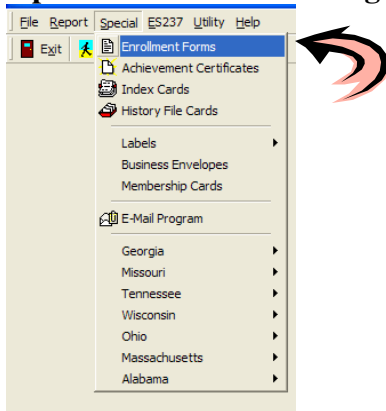 File Report Special ES237 Utility Help
Exit
Enrollment Forms
Achievement Certificates
Index Cards
History File Cards
Labels
Business Envelopes
Membership Cards
E-Mail Program
Georgia
Missouri
Tennessee
Wisconsin
Ohio
Massachusetts
Alabama